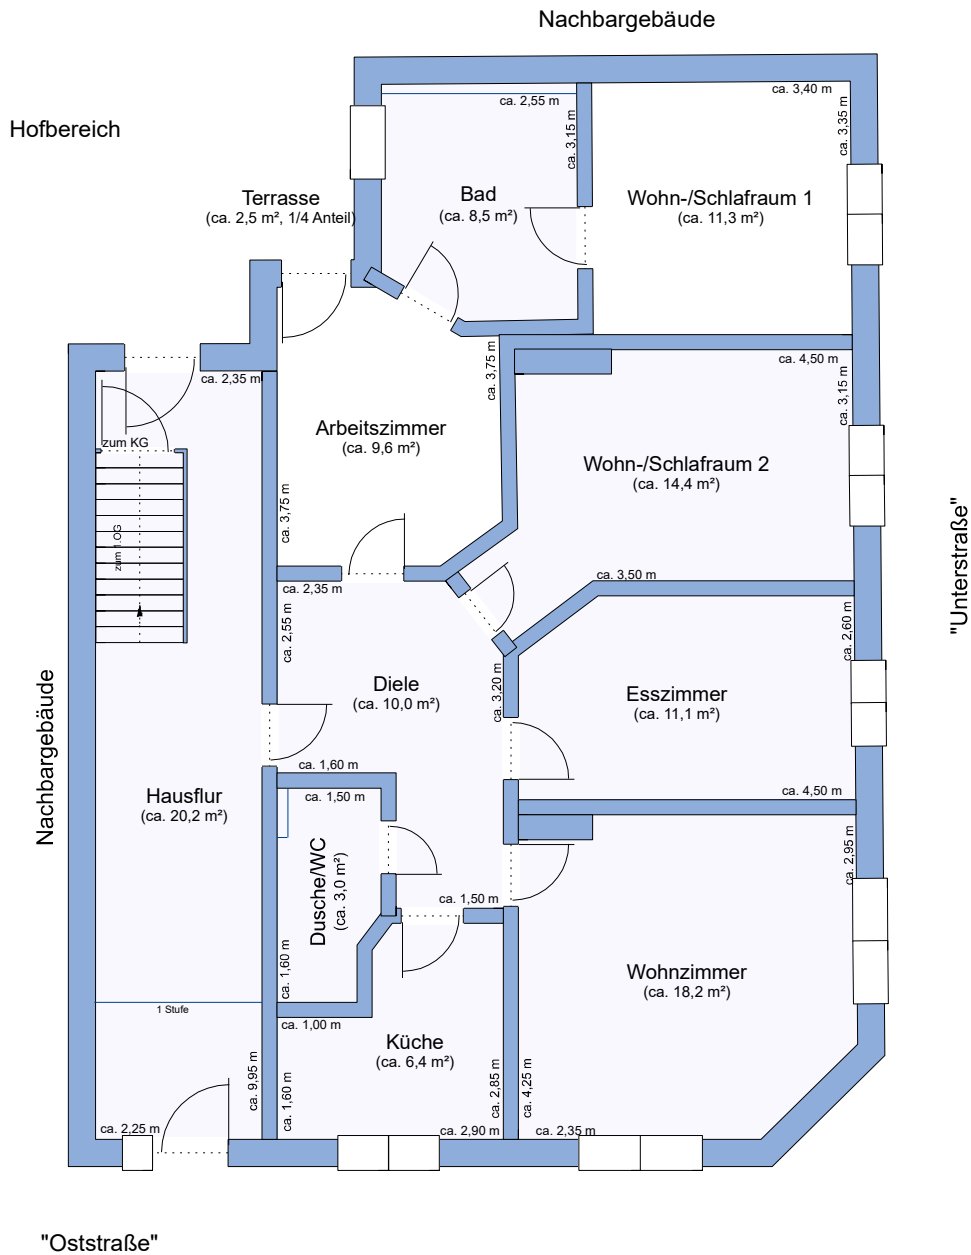 Nachbargebäude
Hofbereich
ca. 2,55 m
ca. 3,15 m
ca. 3,40 m
ca. 3,35 m
Terrasse
(ca. 2,5 m², 1/4 Anteil)
Bad
(ca. 8,5 m²)
Wohn-/Schlafraum 1
(ca. 11,3 m²)
ca. 2,35 m
ca. 3,75 m
ca. 4,50 m
ca. 3,15 m
zum KG
Arbeitszimmer
(ca. 9,6 m²)
Wohn-/Schlafraum 2
(ca. 14,4 m²)
zum 1.OG
ca. 3,75 m
ca. 2,35 m
ca. 3,50 m
"Unterstraße"
ca. 2,55 m
ca. 2,60 m
Diele
(ca. 10,0 m²)
ca. 3,20 m
Esszimmer
(ca. 11,1 m²)
Nachbargebäude
Hausflur
(ca. 20,2 m²)
ca. 1,60 m
ca. 1,50 m
ca. 4,50 m
ca. 2,95 m
Dusche/WC
(ca. 3,0 m²)
ca. 1,50 m
ca. 1,60 m
Wohnzimmer
(ca. 18,2 m²)
1 Stufe
ca. 1,00 m
Küche
(ca. 6,4 m²)
ca. 9,95 m
ca. 1,60 m
ca. 2,85 m
ca. 4,25 m
ca. 2,25 m
ca. 2,90 m
ca. 2,35 m
"Oststraße"